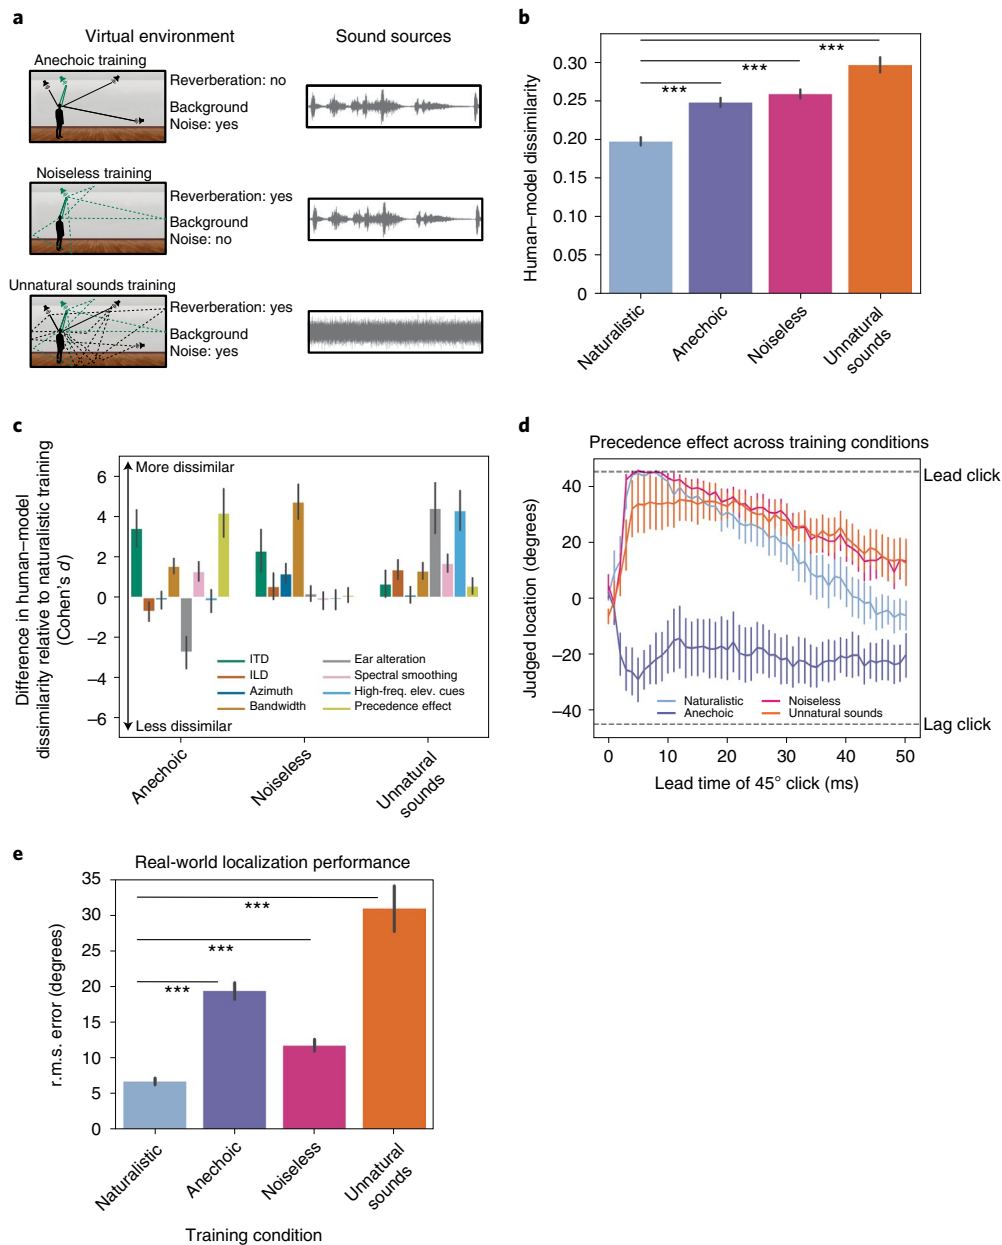 a
Virtual environment
Sound sources
Anechoic training
Reverberation: no
Background
Noise: yes
Noiseless training
Reverberation: yes
Background
Noise: no
Unnatural sounds training
Reverberation: yes
Background
Noise: yes
b
Human–model dissimilarity
0.30
0.25
0.20
0.15
0.10
0.05
0
***
***
***
Naturalistic
Anechoic
Noiseless
Unnatural
sounds
c
Difference in human–model
dissimilarity relative to naturalistic training
(Cohen's d)
More dissimilar
6
4
2
0
−2
−4
−6
Less dissimilar
ITD
ILD
Azimuth
Bandwidth
Ear alteration
Spectral smoothing
High-freq. elev. cues
Precedence effect
Anechoic
Noiseless
Unnatural
sounds
d
Precedence effect across training conditions
Judged location (degrees)
Lead click
40
20
0
−20
−40
Lag click
Naturalistic
Anechoic
Noiseless
Unnatural sounds
0
10
20
30
40
50
Lead time of 45° click (ms)
e
Real-world localization performance
r.m.s. error (degrees)
35
30
25
20
15
10
5
0
***
***
***
Naturalistic
Anechoic
Noiseless
Unnatural
sounds
Training condition